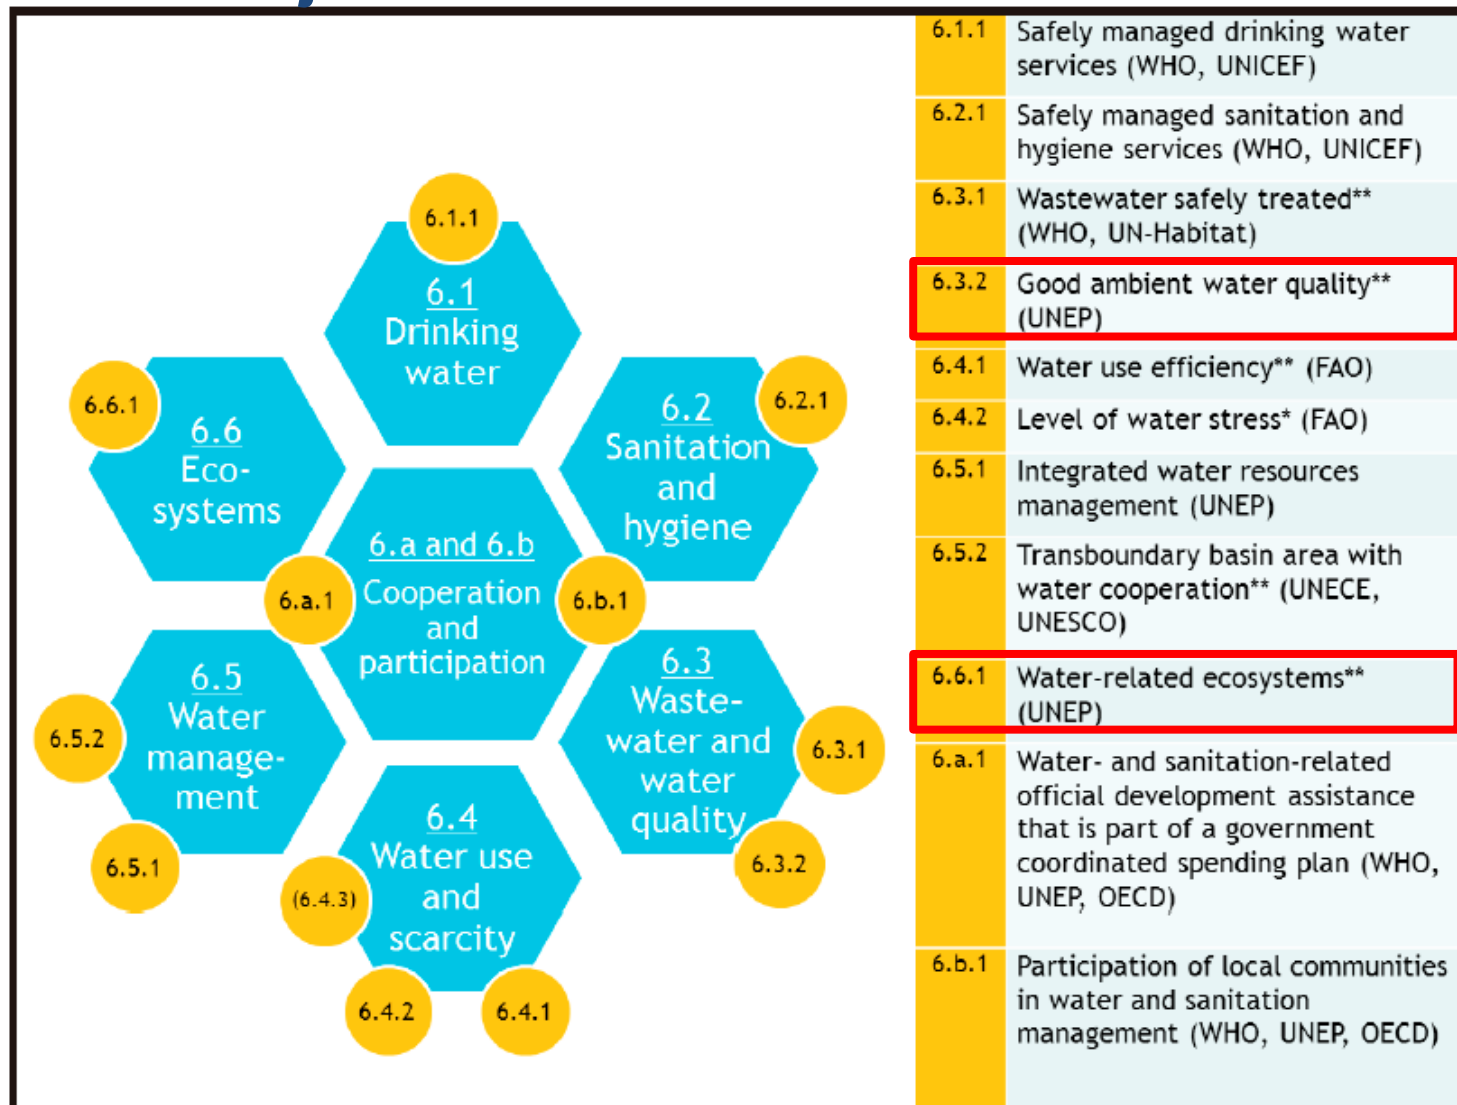 6.1.1
6.1
Drinking
water
6.6.1
6.6
Eco-
systems
6.2.1
6.2
Sanitation
and
hygiene
6.a and 6.b
Cooperation
and
participation
6.a.1
6.b.1
6.5
Water
manage-
ment
6.5.2
6.5.1
6.3
Waste-
water and
water
quality
6.3.1
6.3.2
6.4
Water use
and
scarcity
(6.4.3)
6.4.2
6.4.1
6.1.1 Safely managed drinking water
services (WHO, UNICEF)
6.2.1 Safely managed sanitation and
hygiene services (WHO, UNICEF)
6.3.1 Wastewater safely treated**
(WHO, UN-Habitat)
6.3.2 Good ambient water quality**
(UNEP)
6.4.1 Water use efficiency** (FAO)
6.4.2 Level of water stress* (FAO)
6.5.1 Integrated water resources
management (UNEP)
6.5.2 Transboundary basin area with
water cooperation** (UNECE,
UNESCO)
6.6.1 Water-related ecosystems**
(UNEP)
6.a.1 Water- and sanitation-related
official development assistance
that is part of a government
coordinated spending plan (WHO,
UNEP, OECD)
6.b.1 Participation of local communities
in water and sanitation
management (WHO, UNEP, OECD)